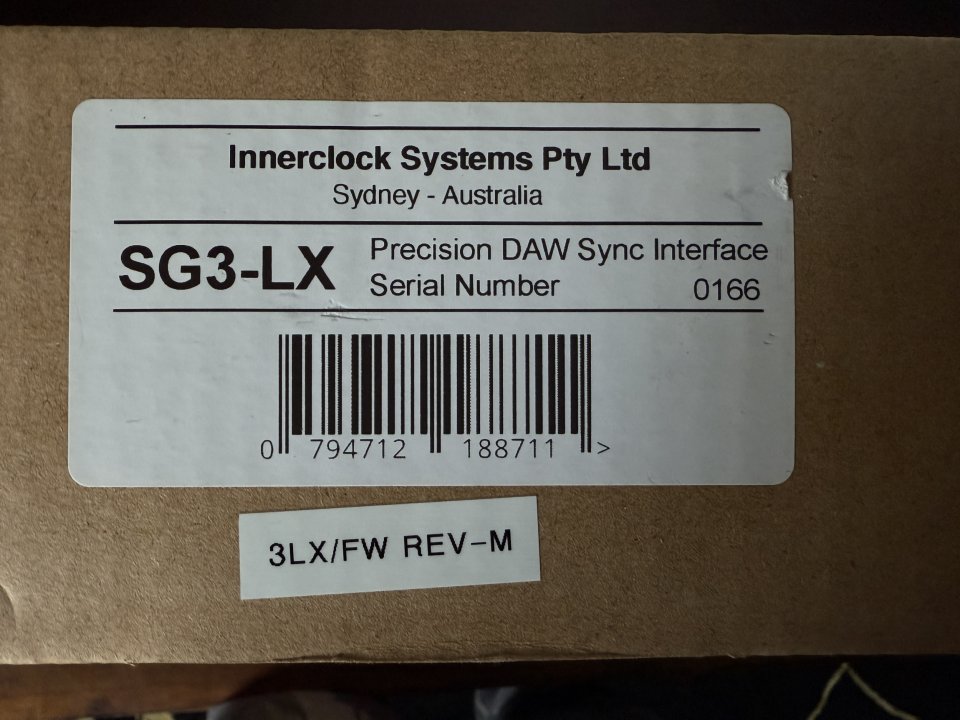 Innerclock Systems Pty Ltd
Sydney - Australia
SG3-LX
Precision DAW Sync Interface
Serial Number 0166
0 794712 188711 >
3LX/FW REV-M